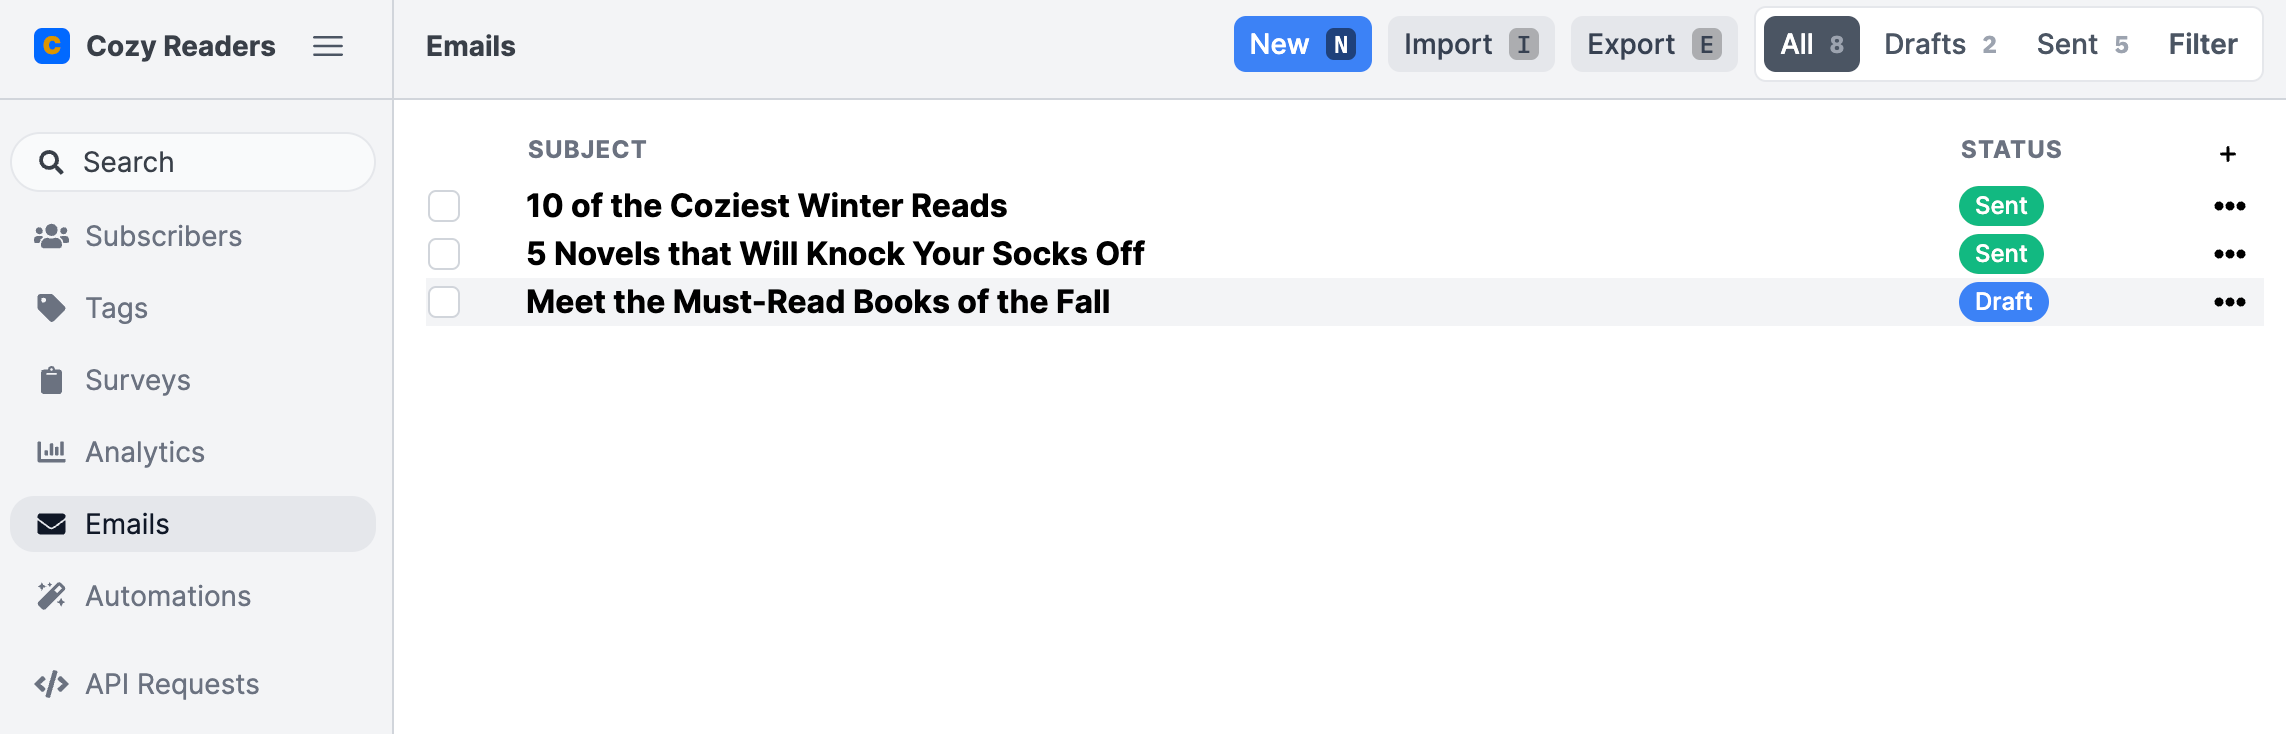 C Cozy Readers
Emails
New N
Import I
Export E
All 8
Drafts 2
Sent 5
Filter
Search
Subscribers
Tags
Surveys
Analytics
Emails
Automations
API Requests
SUBJECT STATUS +
10 of the Coziest Winter Reads Sent
5 Novels that Will Knock Your Socks Off Sent
Meet the Must-Read Books of the Fall Draft